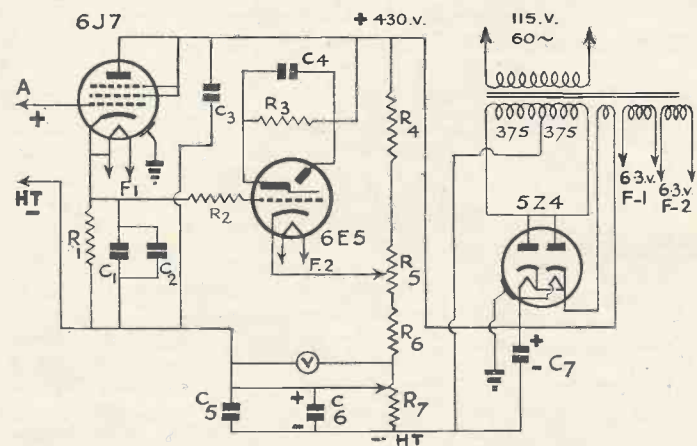 6J7
+ 430.v.
115.v.
60~
A
+
C4
C3
R3
R4
375 375
F1
HT
-
R2
5Z4
6·3.v.
F-1
6·3.v.
F-2
6E5
R1
C1
C2
F.2
R5
R6
V
+
-
C7
C5
+
-
C6
R7
- HT